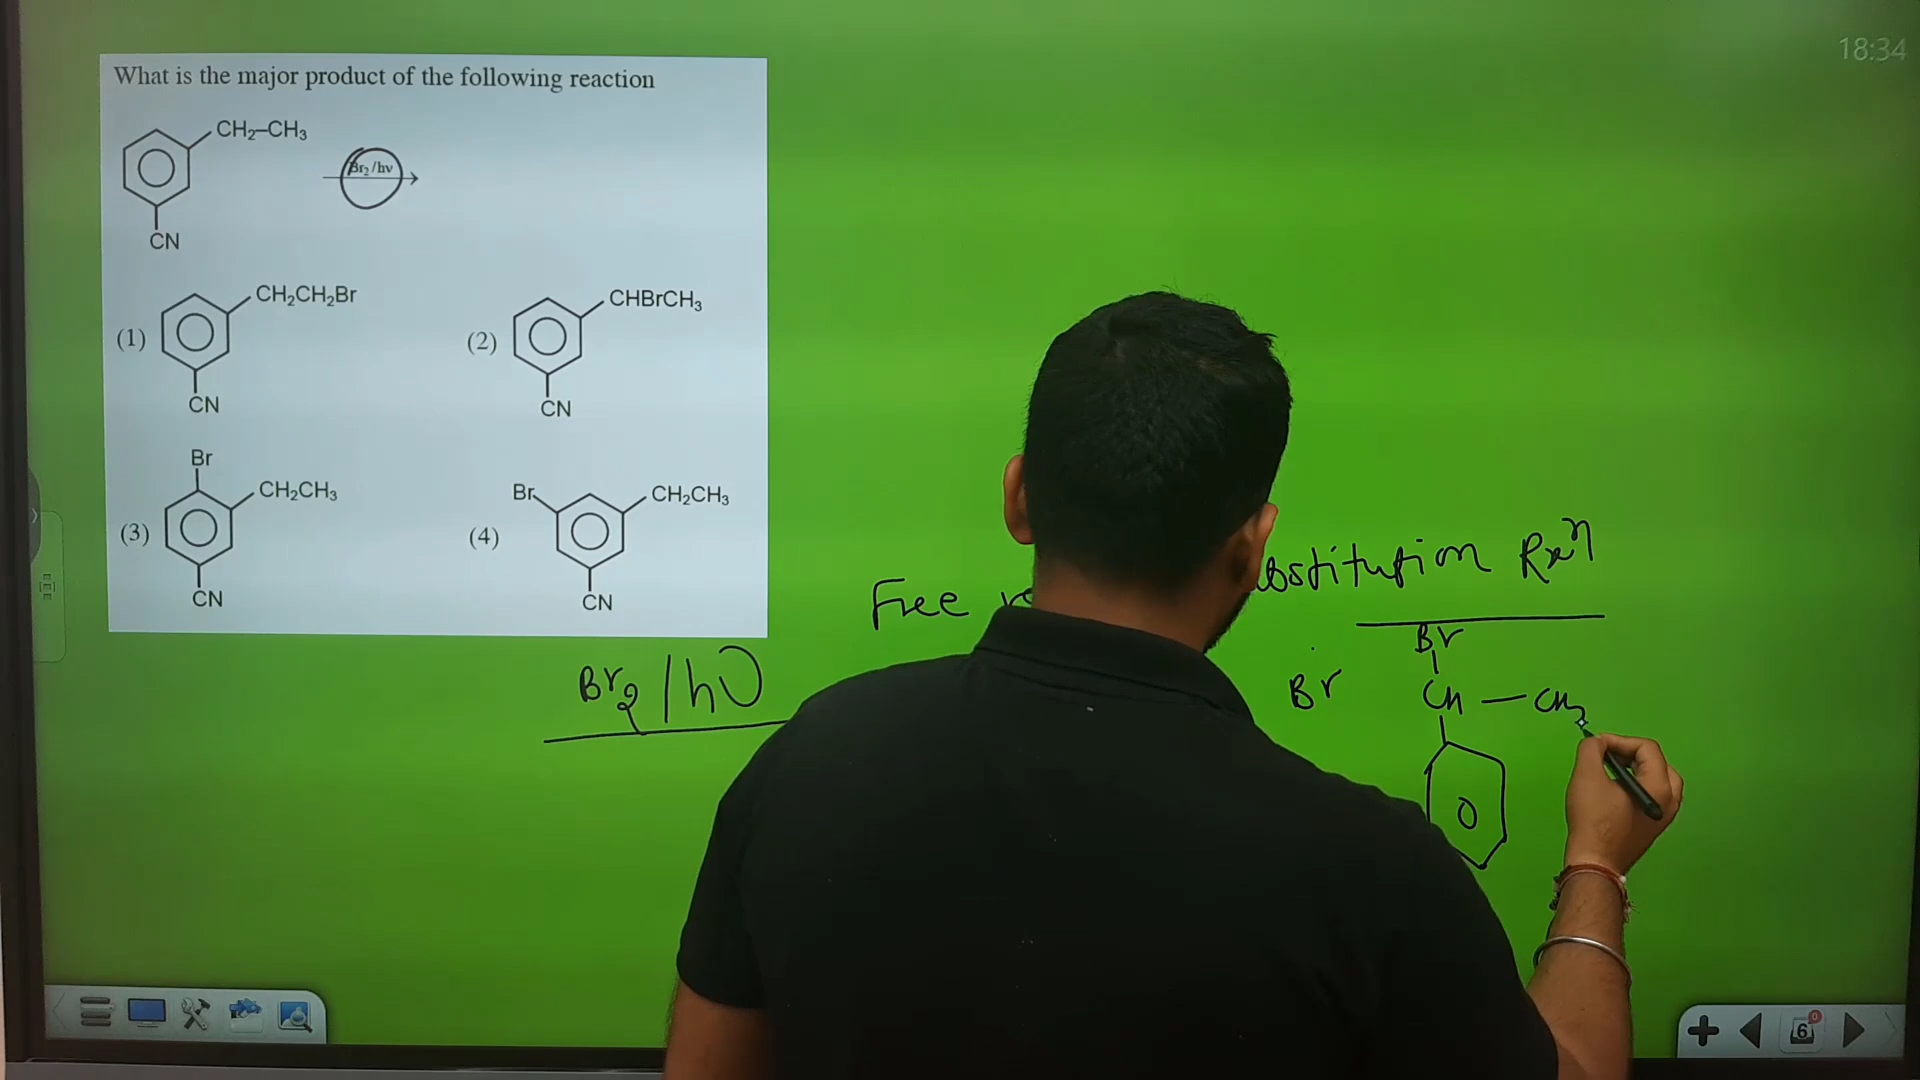 18:34
What is the major product of the following reaction
CH₂–CH₃
Br₂/hν
CN
(1)
CH₂CH₂Br
CN
(2)
CHBrCH₃
CN
(3)
Br
CH₂CH₃
CN
(4)
Br
CH₂CH₃
CN
Free Rxⁿ
Br₂/hν
Br
Br
CH – CH₃
6
0